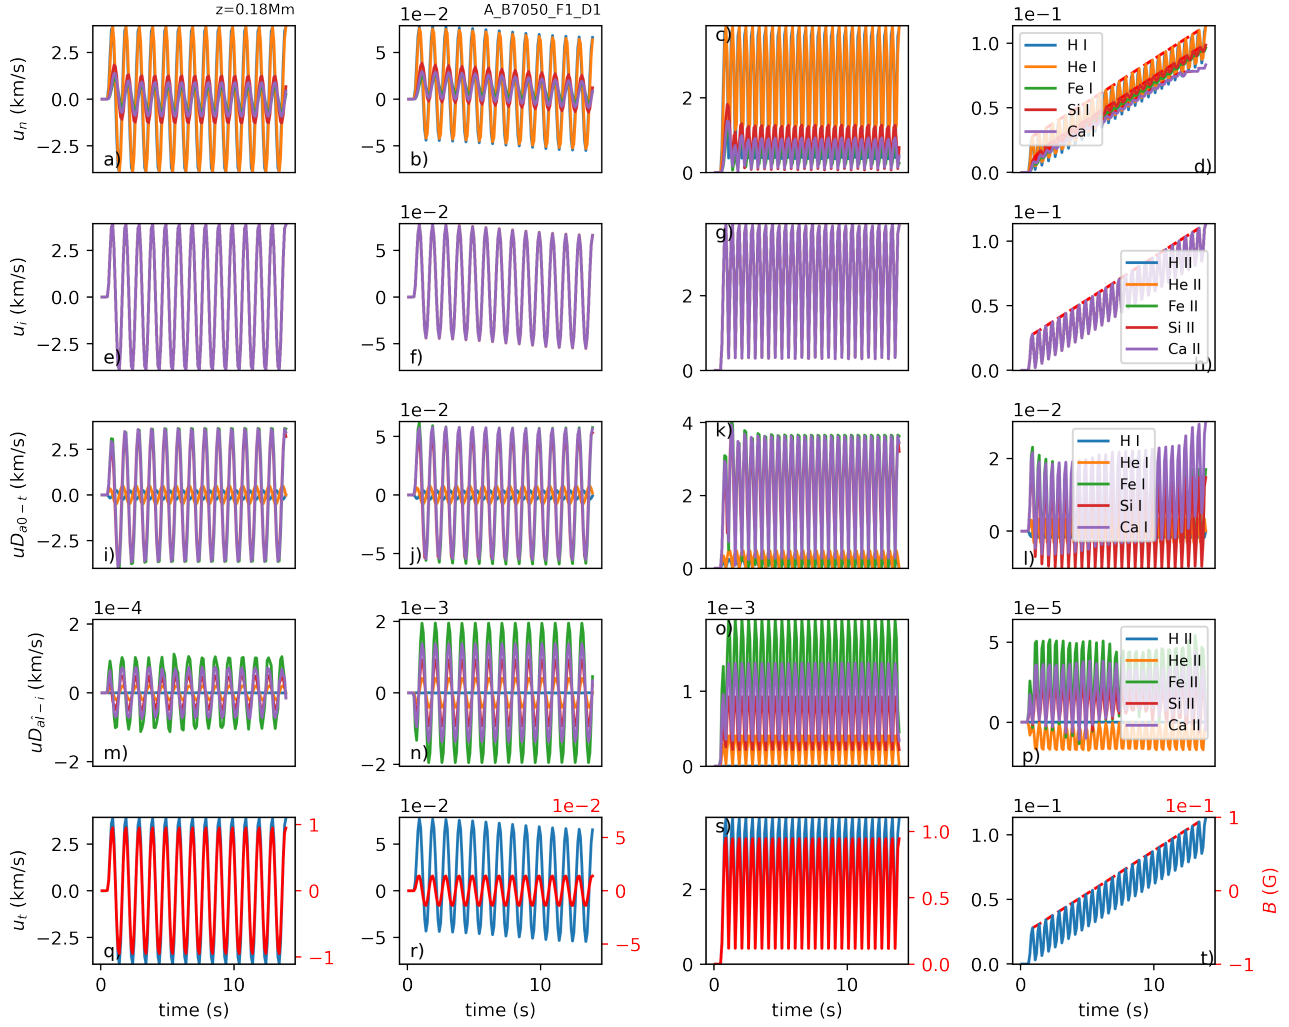 z=0.18Mm
A_B7050_F1_D1
1e−2
1e−1
u_n (km/s)
2.5
0.0
−2.5
a)
5
0
−5
b)
2
0
c)
1.0
0.5
0.0
d)
H I
He I
Fe I
Si I
Ca I
1e−2
1e−1
u_i (km/s)
2.5
0.0
−2.5
e)
5
0
−5
f)
2
0
g)
1.0
0.5
0.0
h)
H II
He II
Fe II
Si II
Ca II
1e−2
1e−2
uD_{a0−t} (km/s)
2.5
0.0
−2.5
i)
5
0
−5
j)
4
2
0
k)
2
0
l)
H I
He I
Fe I
Si I
Ca I
1e−4
1e−3
1e−3
1e−5
uD_{aî−i} (km/s)
2
0
−2
m)
2
0
−2
n)
1
0
o)
5
0
p)
H II
He II
Fe II
Si II
Ca II
1e−2
1e−2
1e−1
1e−1
u_t (km/s)
2.5
0.0
−2.5
q)
1
0
−1
5
0
−5
r)
5
0
−5
2
0
s)
1.0
0.5
0.0
1.0
0.5
0.0
t)
1
0
−1
B (G)
0
10
0
10
0
10
0
10
time (s)
time (s)
time (s)
time (s)